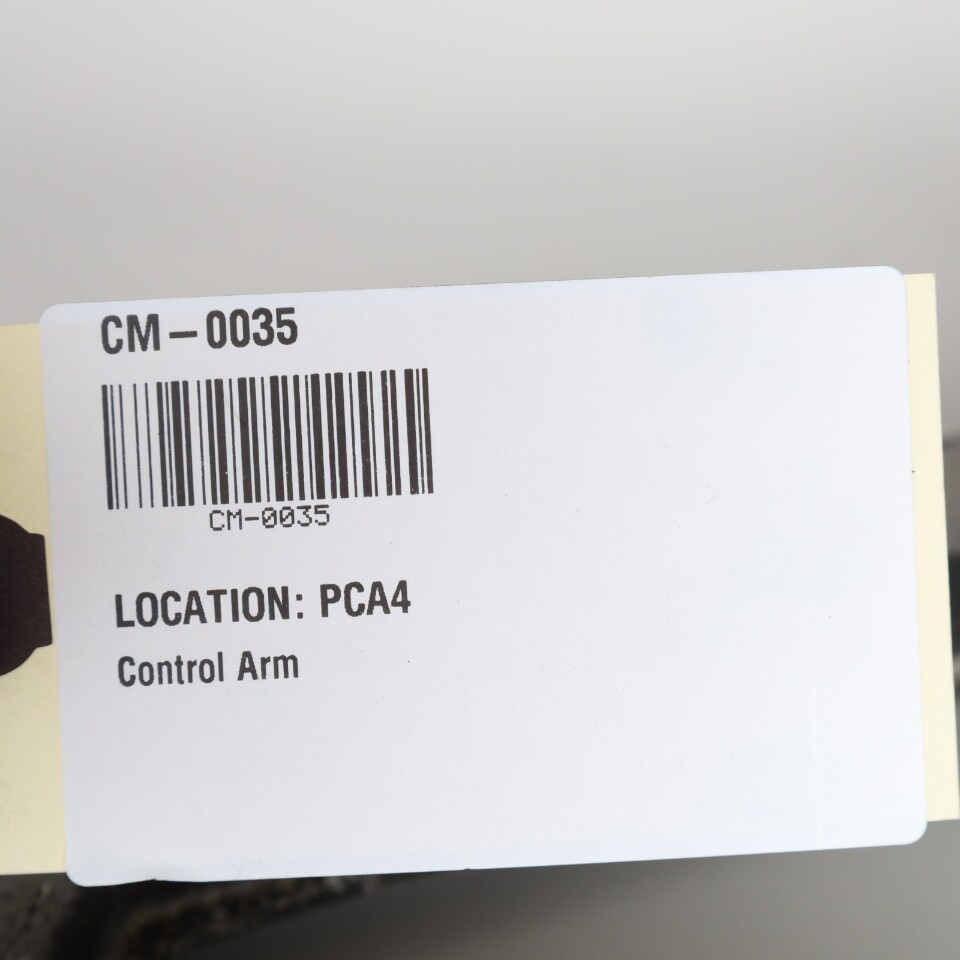 CM-0035
CM-0035
LOCATION: PCA4
Control Arm